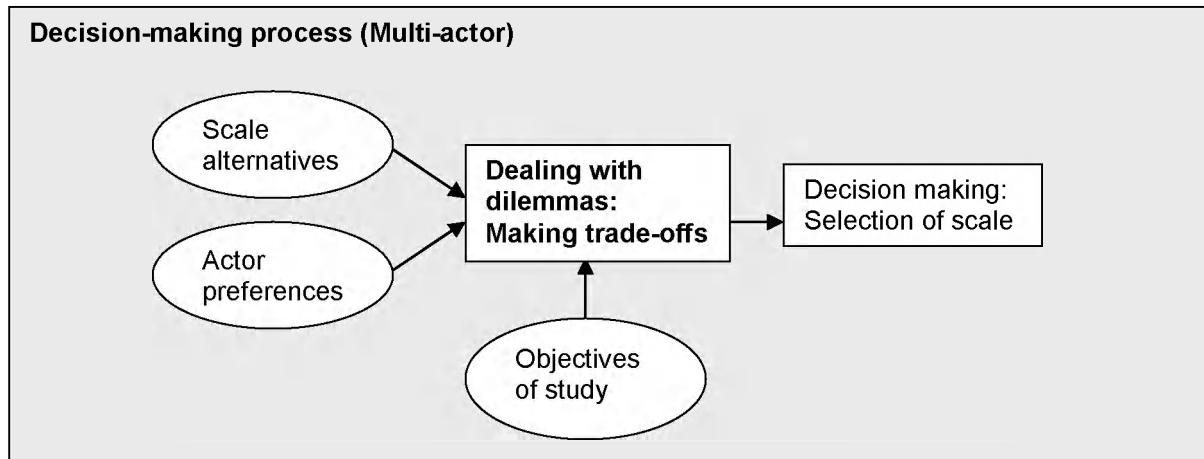 Decision-making process (Multi-actor)
Scale
alternatives
Actor
preferences
Dealing with
dilemmas:
Making trade-offs
Decision making:
Selection of scale
Objectives
of study